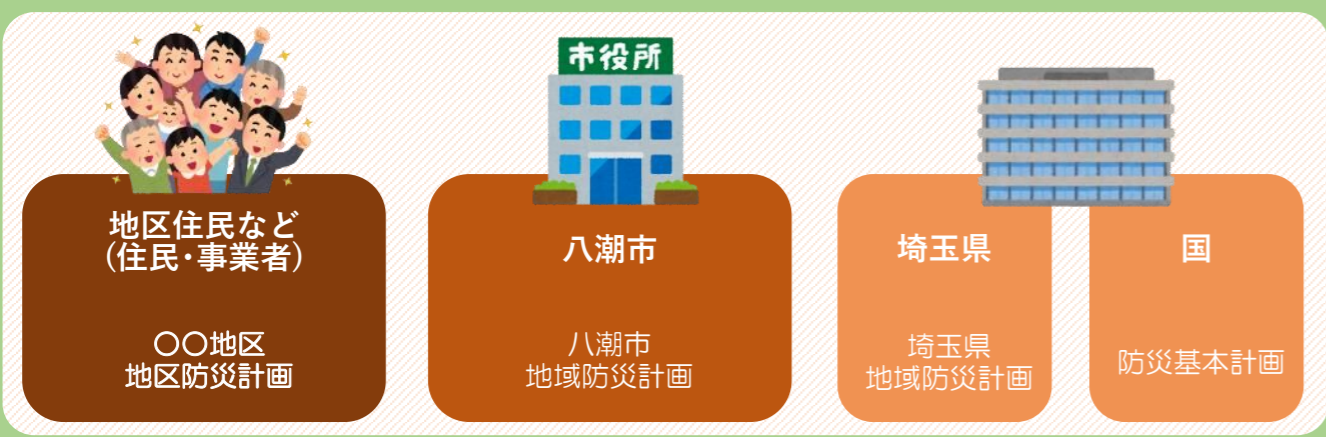 市役所
地区住民など
(住民･事業者)
〇〇地区
地区防災計画
八潮市
八潮市
地域防災計画
埼玉県
埼玉県
地域防災計画
国
防災基本計画